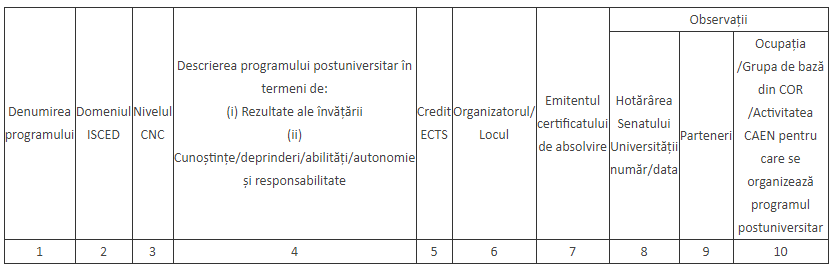 Denumirea
programului
Domeniul
ISCED
Nivelul
CNC
Descrierea programului postuniversitar în
termeni de:
(i) Rezultate ale învățării
(ii)
Cunoștințe/deprinderi/abilități/autonomie
și responsabilitate
Credit
ECTS
Organizatorul/
Locul
Emitentul
certificatului
de absolvire
Observații
Hotărârea
Senatului
Universității
număr/data
Parteneri
Ocupația
/Grupa de bază
din COR
/Activitatea
CAEN pentru
care se
organizează
programul
postuniversitar
1 2 3 4 5 6 7 8 9 10